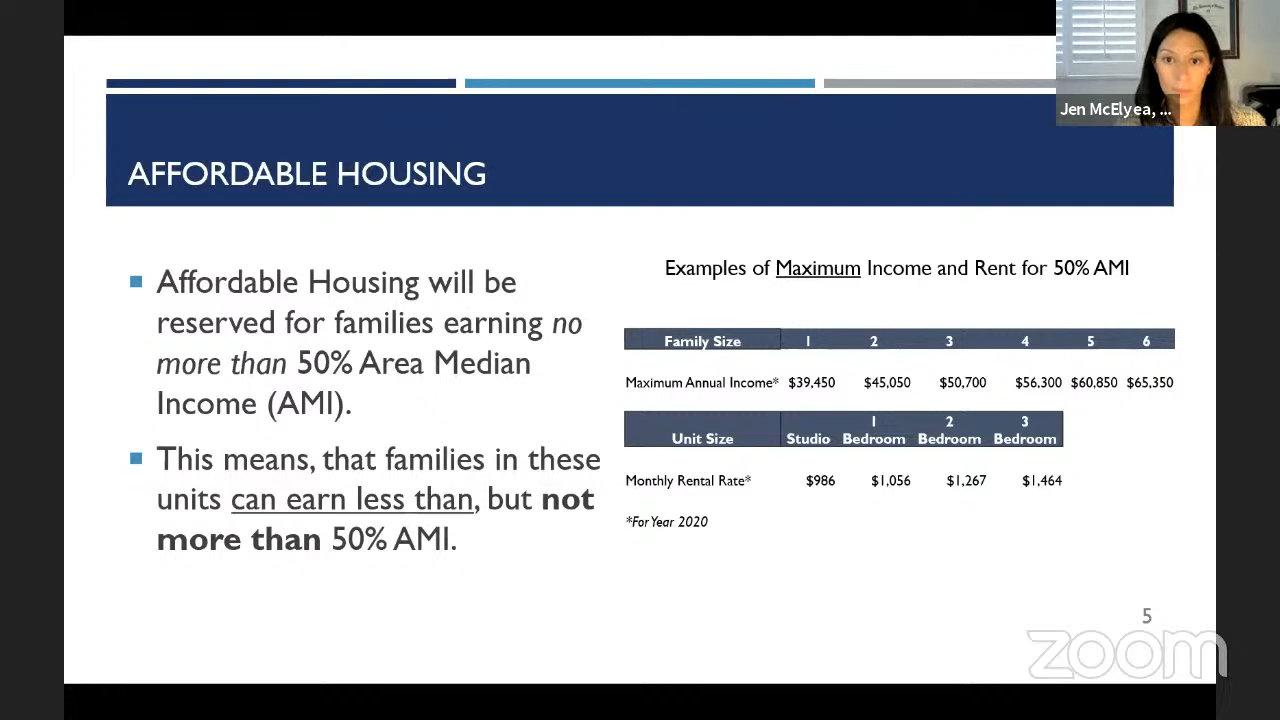 Jen McElyea, ...
AFFORDABLE HOUSING
Affordable Housing will be
reserved for families earning no
more than 50% Area Median
Income (AMI).
This means, that families in these
units can earn less than, but not
more than 50% AMI.
Examples of Maximum Income and Rent for 50% AMI
Family Size 1 2 3 4 5 6
Maximum Annual Income* $39,450 $45,050 $50,700 $56,300 $60,850 $65,350
1 2 3
Unit Size Studio Bedroom Bedroom Bedroom
Monthly Rental Rate* $986 $1,056 $1,267 $1,464
*For Year 2020
5
zoom